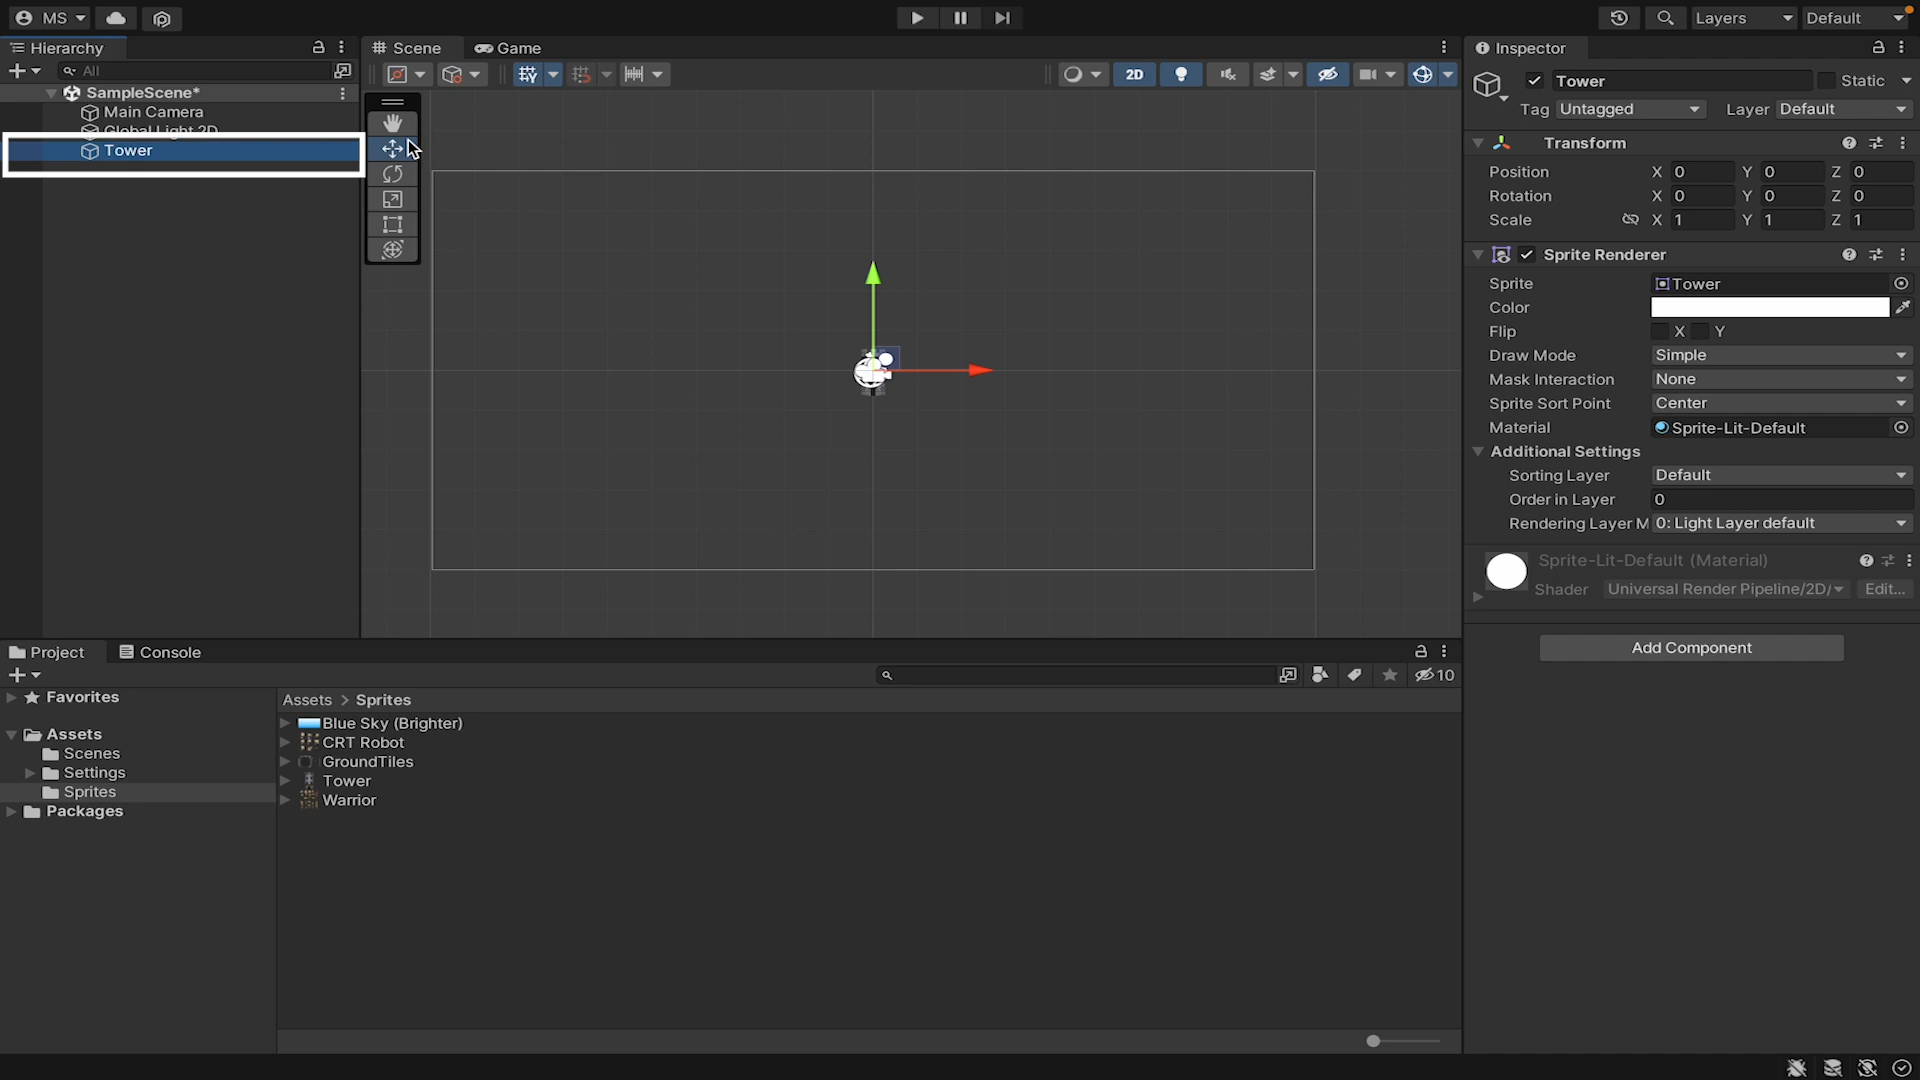 MS
Layers
Default
Hierarchy
All
SampleScene*
Main Camera
Global Light 2D
Tower
Scene
Game
2D
Inspector
Tower
Static
Tag Untagged
Layer Default
Transform
Position X 0 Y 0 Z 0
Rotation X 0 Y 0 Z 0
Scale X 1 Y 1 Z 1
Sprite Renderer
Sprite Tower
Color
Flip X Y
Draw Mode Simple
Mask Interaction None
Sprite Sort Point Center
Material Sprite-Lit-Default
Additional Settings
Sorting Layer Default
Order in Layer 0
Rendering Layer M 0: Light Layer default
Sprite-Lit-Default (Material)
Shader Universal Render Pipeline/2D/ Edit...
Add Component
Project
Console
10
Favorites
Assets
Scenes
Settings
Sprites
Packages
Assets > Sprites
Blue Sky (Brighter)
CRT Robot
GroundTiles
Tower
Warrior